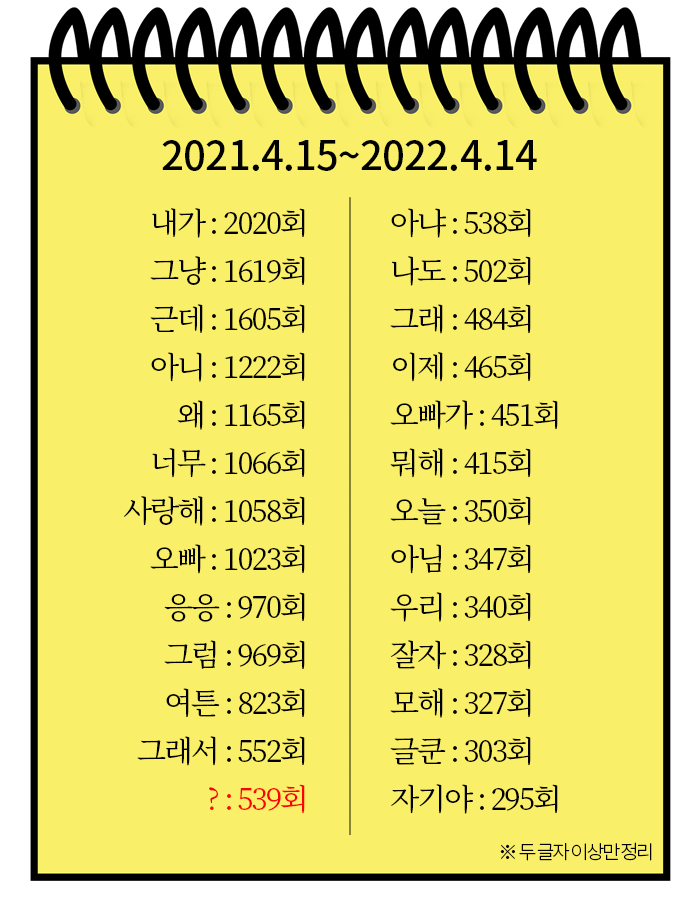 2021.4.15~2022.4.14
내가 : 2020회
그냥 : 1619회
근데 : 1605회
아니 : 1222회
왜 : 1165회
너무 : 1066회
사랑해 : 1058회
오빠 : 1023회
응응 : 970회
그럼 : 969회
여튼 : 823회
그래서 : 552회
? : 539회
아냐 : 538회
나도 : 502회
그래 : 484회
이제 : 465회
오빠가 : 451회
뭐해 : 415회
오늘 : 350회
아님 : 347회
우리 : 340회
잘자 : 328회
모해 : 327회
글쿤 : 303회
자기야 : 295회
※ 두글자이상만정리